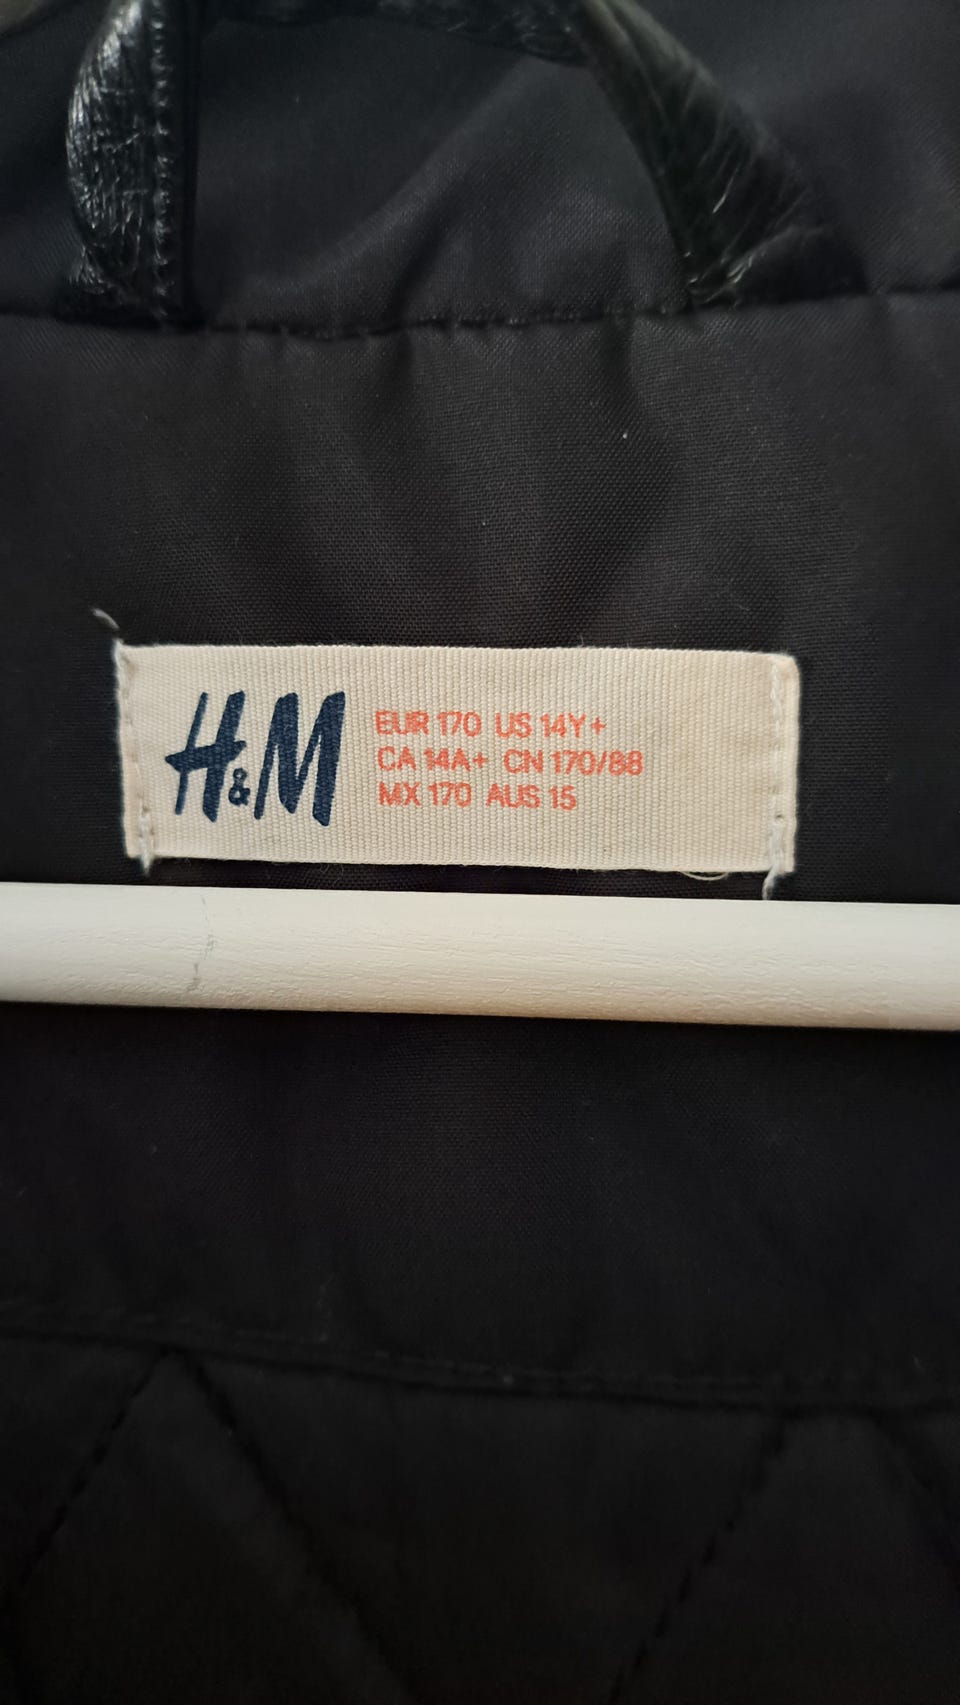 H&M
EUR 170 US 14Y+
CA 14A+ CN 170/88
MX 170 AUS 15